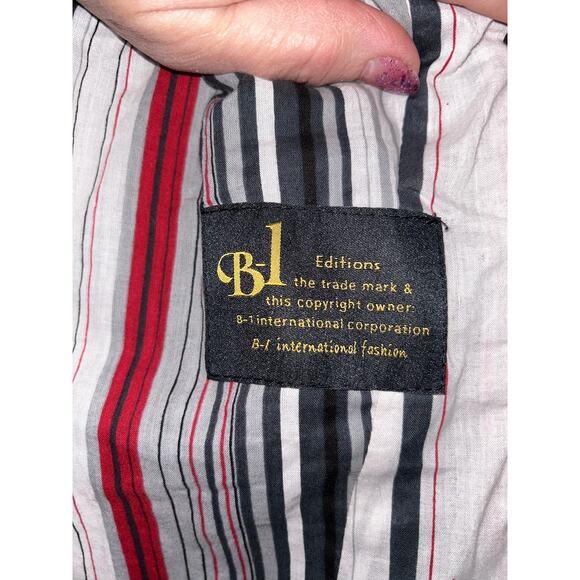 B-1 Editions
the trade mark &
this copyright owner:
B-1 international corporation
B-1 international fashion